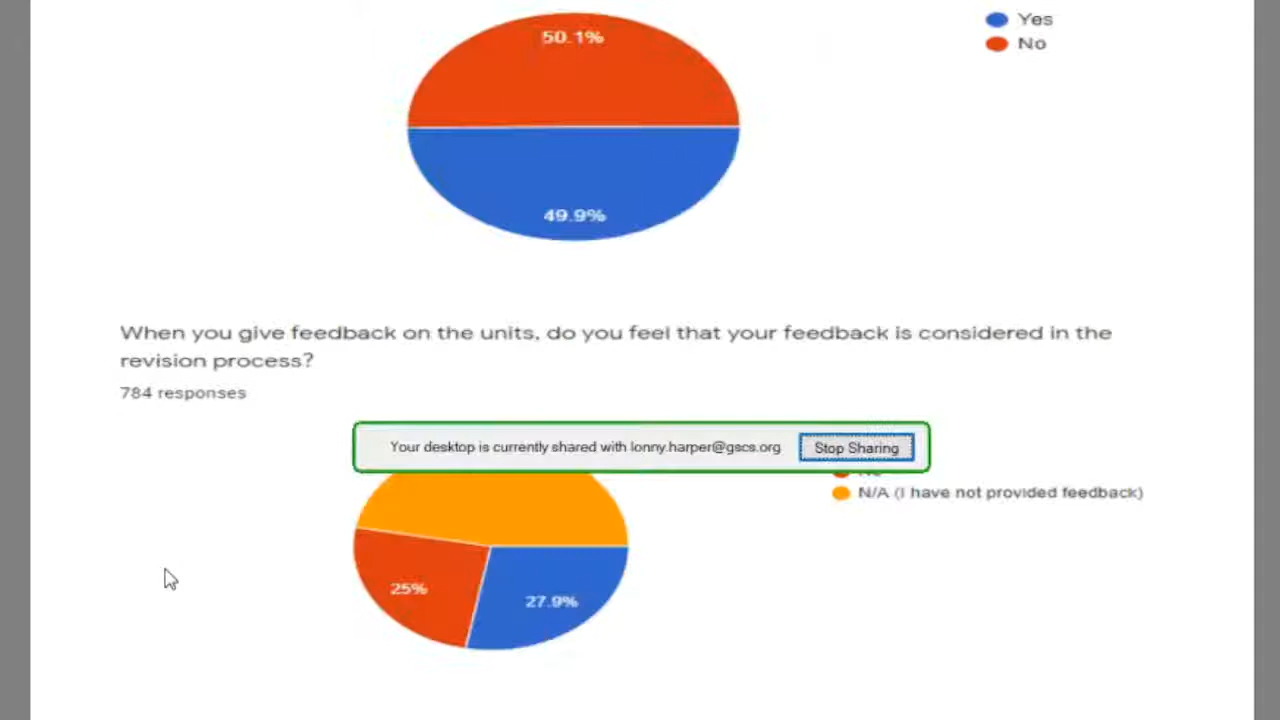 50.1%
Yes
No
49.9%
When you give feedback on the units, do you feel that your feedback is considered in the
revision process?
784 responses
Your desktop is currently shared with lonny.harper@gscs.org
Stop Sharing
N/A (I have not provided feedback)
25%
27.9%